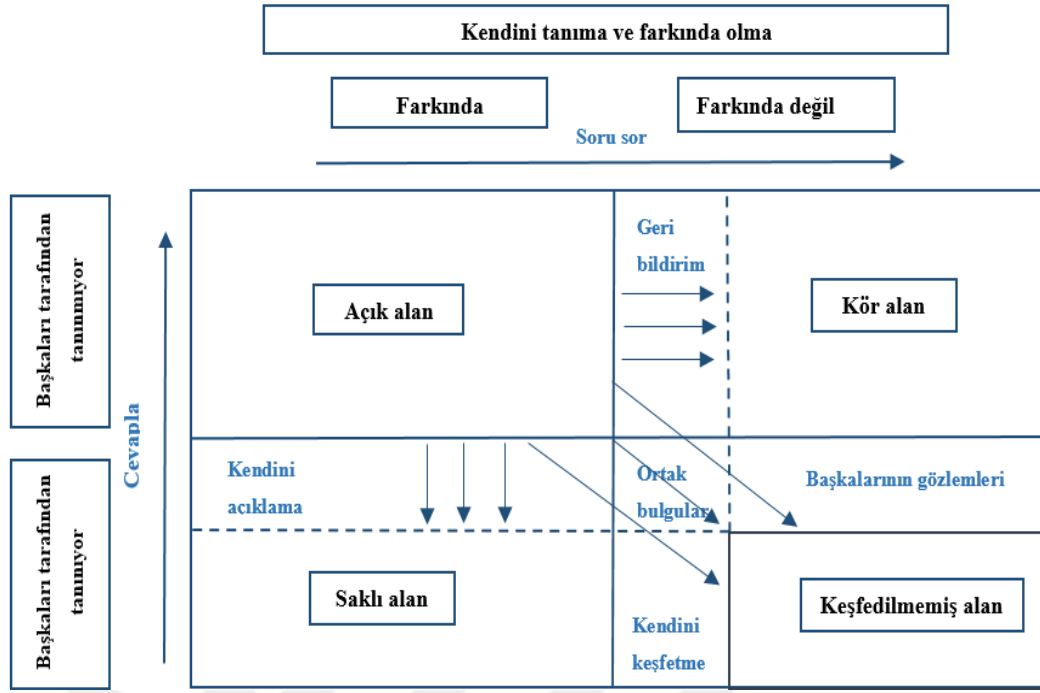 Kendini tanıma ve farkında olma
Farkında
Farkında değil
Soru sor
Başkaları tarafından
tanınmıyor
Cevapla
Açık alan
Geri
bildirim
Kör alan
Başkaları tarafından
tanınıyor
Kendini
açıklama
Ortak
bulgular
Başkalarının gözlemleri
Saklı alan
Kendini
keşfetme
Keşfedilmemiş alan